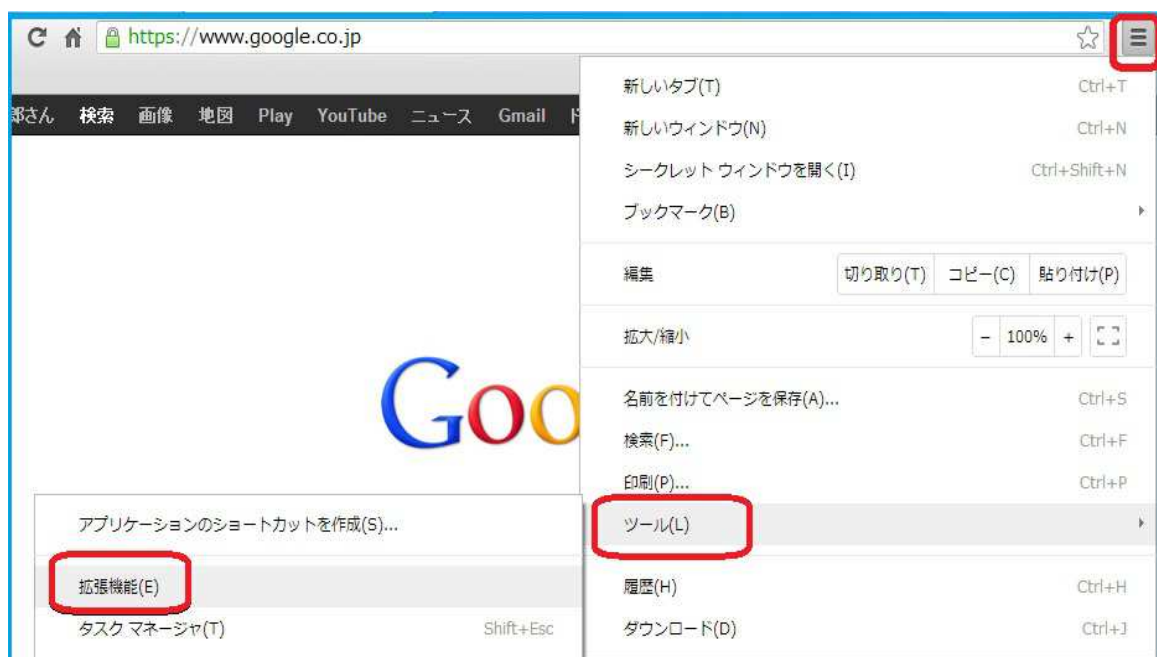 https://www.google.co.jp
郎さん 検索 画像 地図 Play YouTube ニュース Gmail
新しいタブ(T) Ctrl+T
新しいウィンドウ(N) Ctrl+N
シークレット ウィンドウを開く(I) Ctrl+Shift+N
ブックマーク(B)
編集 切り取り(T) コピー(C) 貼り付け(P)
拡大/縮小 - 100% +
名前を付けてページを保存(A)... Ctrl+S
検索(F)... Ctrl+F
印刷(P)... Ctrl+P
ツール(L)
履歴(H) Ctrl+H
ダウンロード(D) Ctrl+J
Goo
アプリケーションのショートカットを作成(S)...
拡張機能(E)
タスク マネージャ(T) Shift+Esc